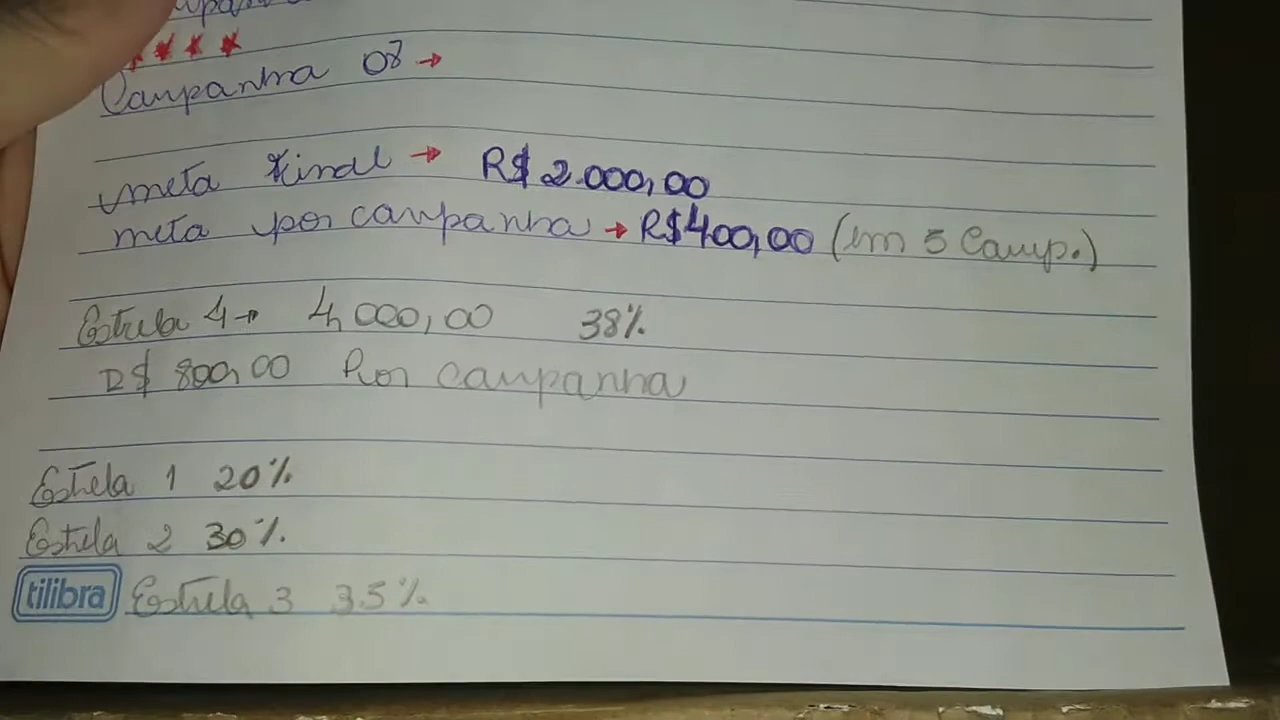 Campanha 08 →
meta final → R$ 2.000,00
meta por campanha → R$400,00 (em 5 Camp.)
Estrela 4 → 4,000,00 38%
R$ 800,00 Por campanha
Estrela 1 20%
Estrela 2 30%
tilibra Estrela 3 35%